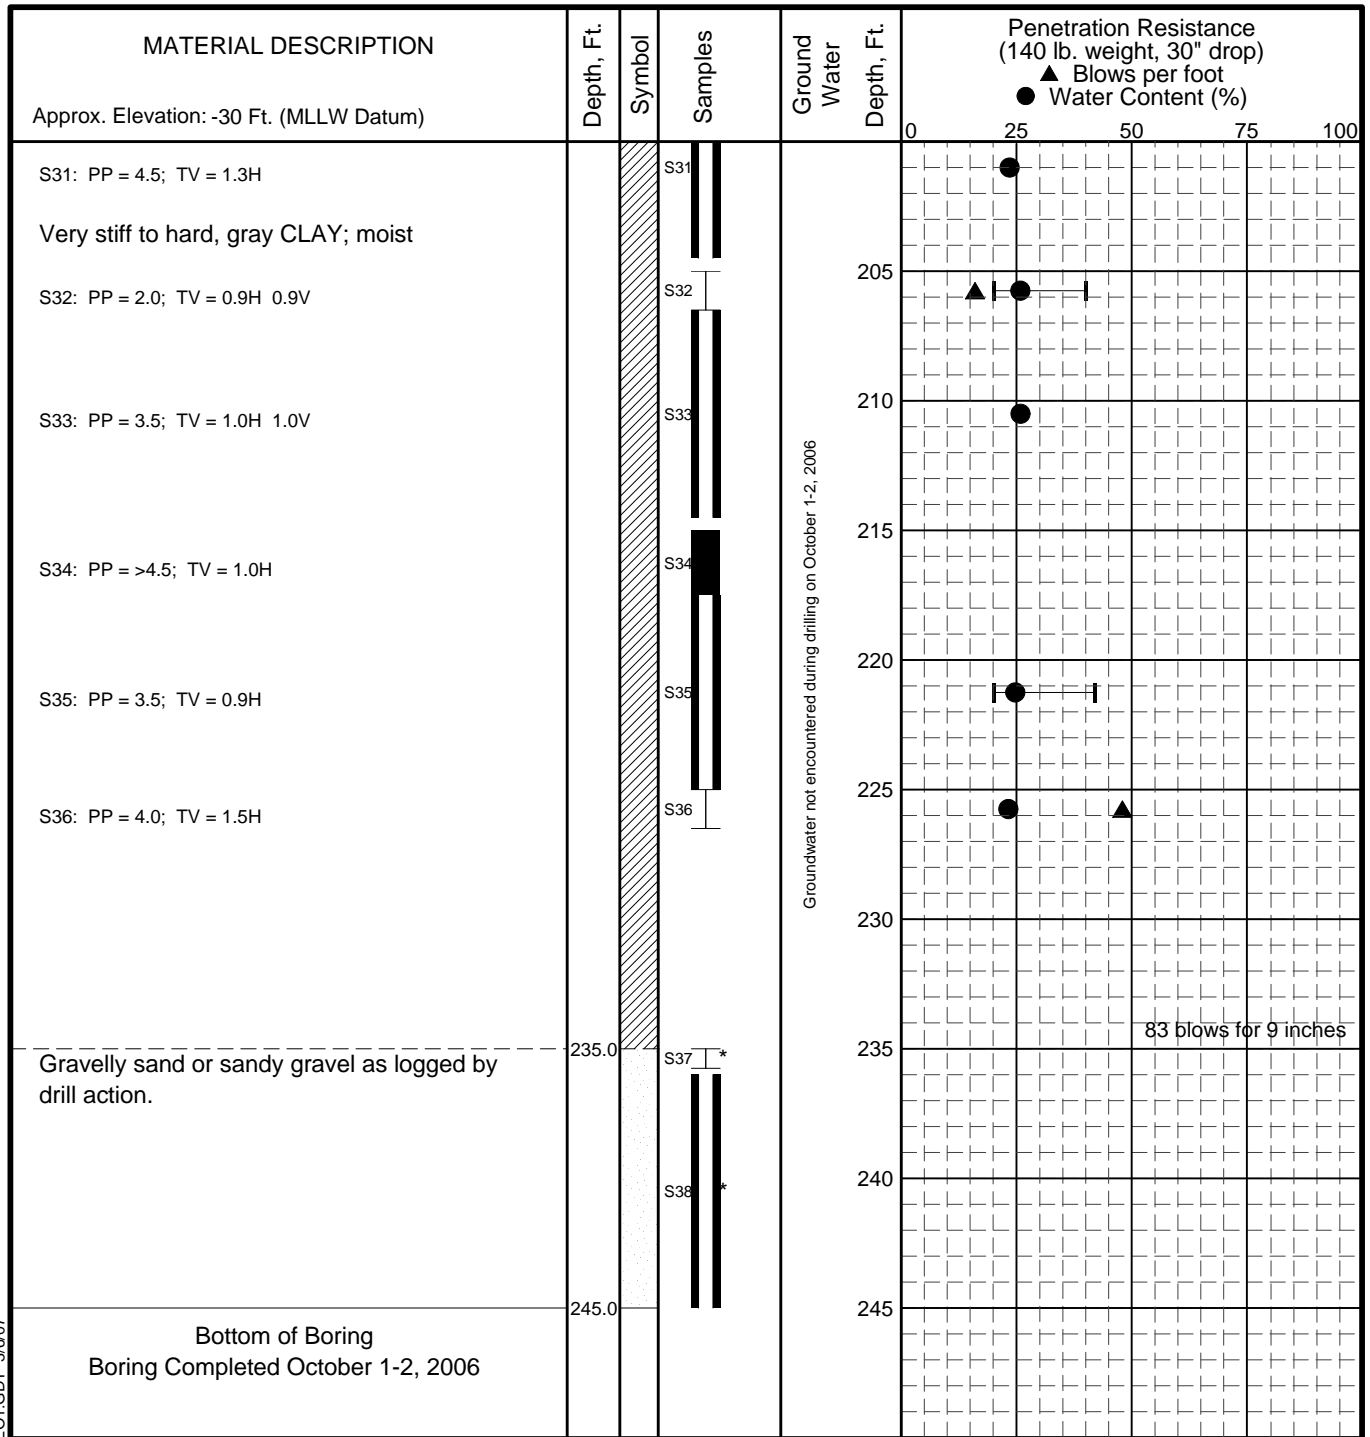 MATERIAL DESCRIPTION
Approx. Elevation: -30 Ft. (MLLW Datum)
Depth, Ft.
Symbol
Samples
Ground
Water
Depth, Ft.
Penetration Resistance
(140 lb. weight, 30" drop)
▲ Blows per foot
● Water Content (%)
0 25 50 75 100
S31: PP = 4.5; TV = 1.3H
S31
Very stiff to hard, gray CLAY; moist
205
S32: PP = 2.0; TV = 0.9H 0.9V
S32
210
S33: PP = 3.5; TV = 1.0H 1.0V
S33
Groundwater not encountered during drilling on October 1-2, 2006
215
S34: PP = >4.5; TV = 1.0H
S34
220
S35: PP = 3.5; TV = 0.9H
S35
225
S36: PP = 4.0; TV = 1.5H
S36
230
83 blows for 9 inches
235.0
235
Gravelly sand or sandy gravel as logged by
drill action.
S37 *
240
S38 *
245.0
245
Bottom of Boring
Boring Completed October 1-2, 2006